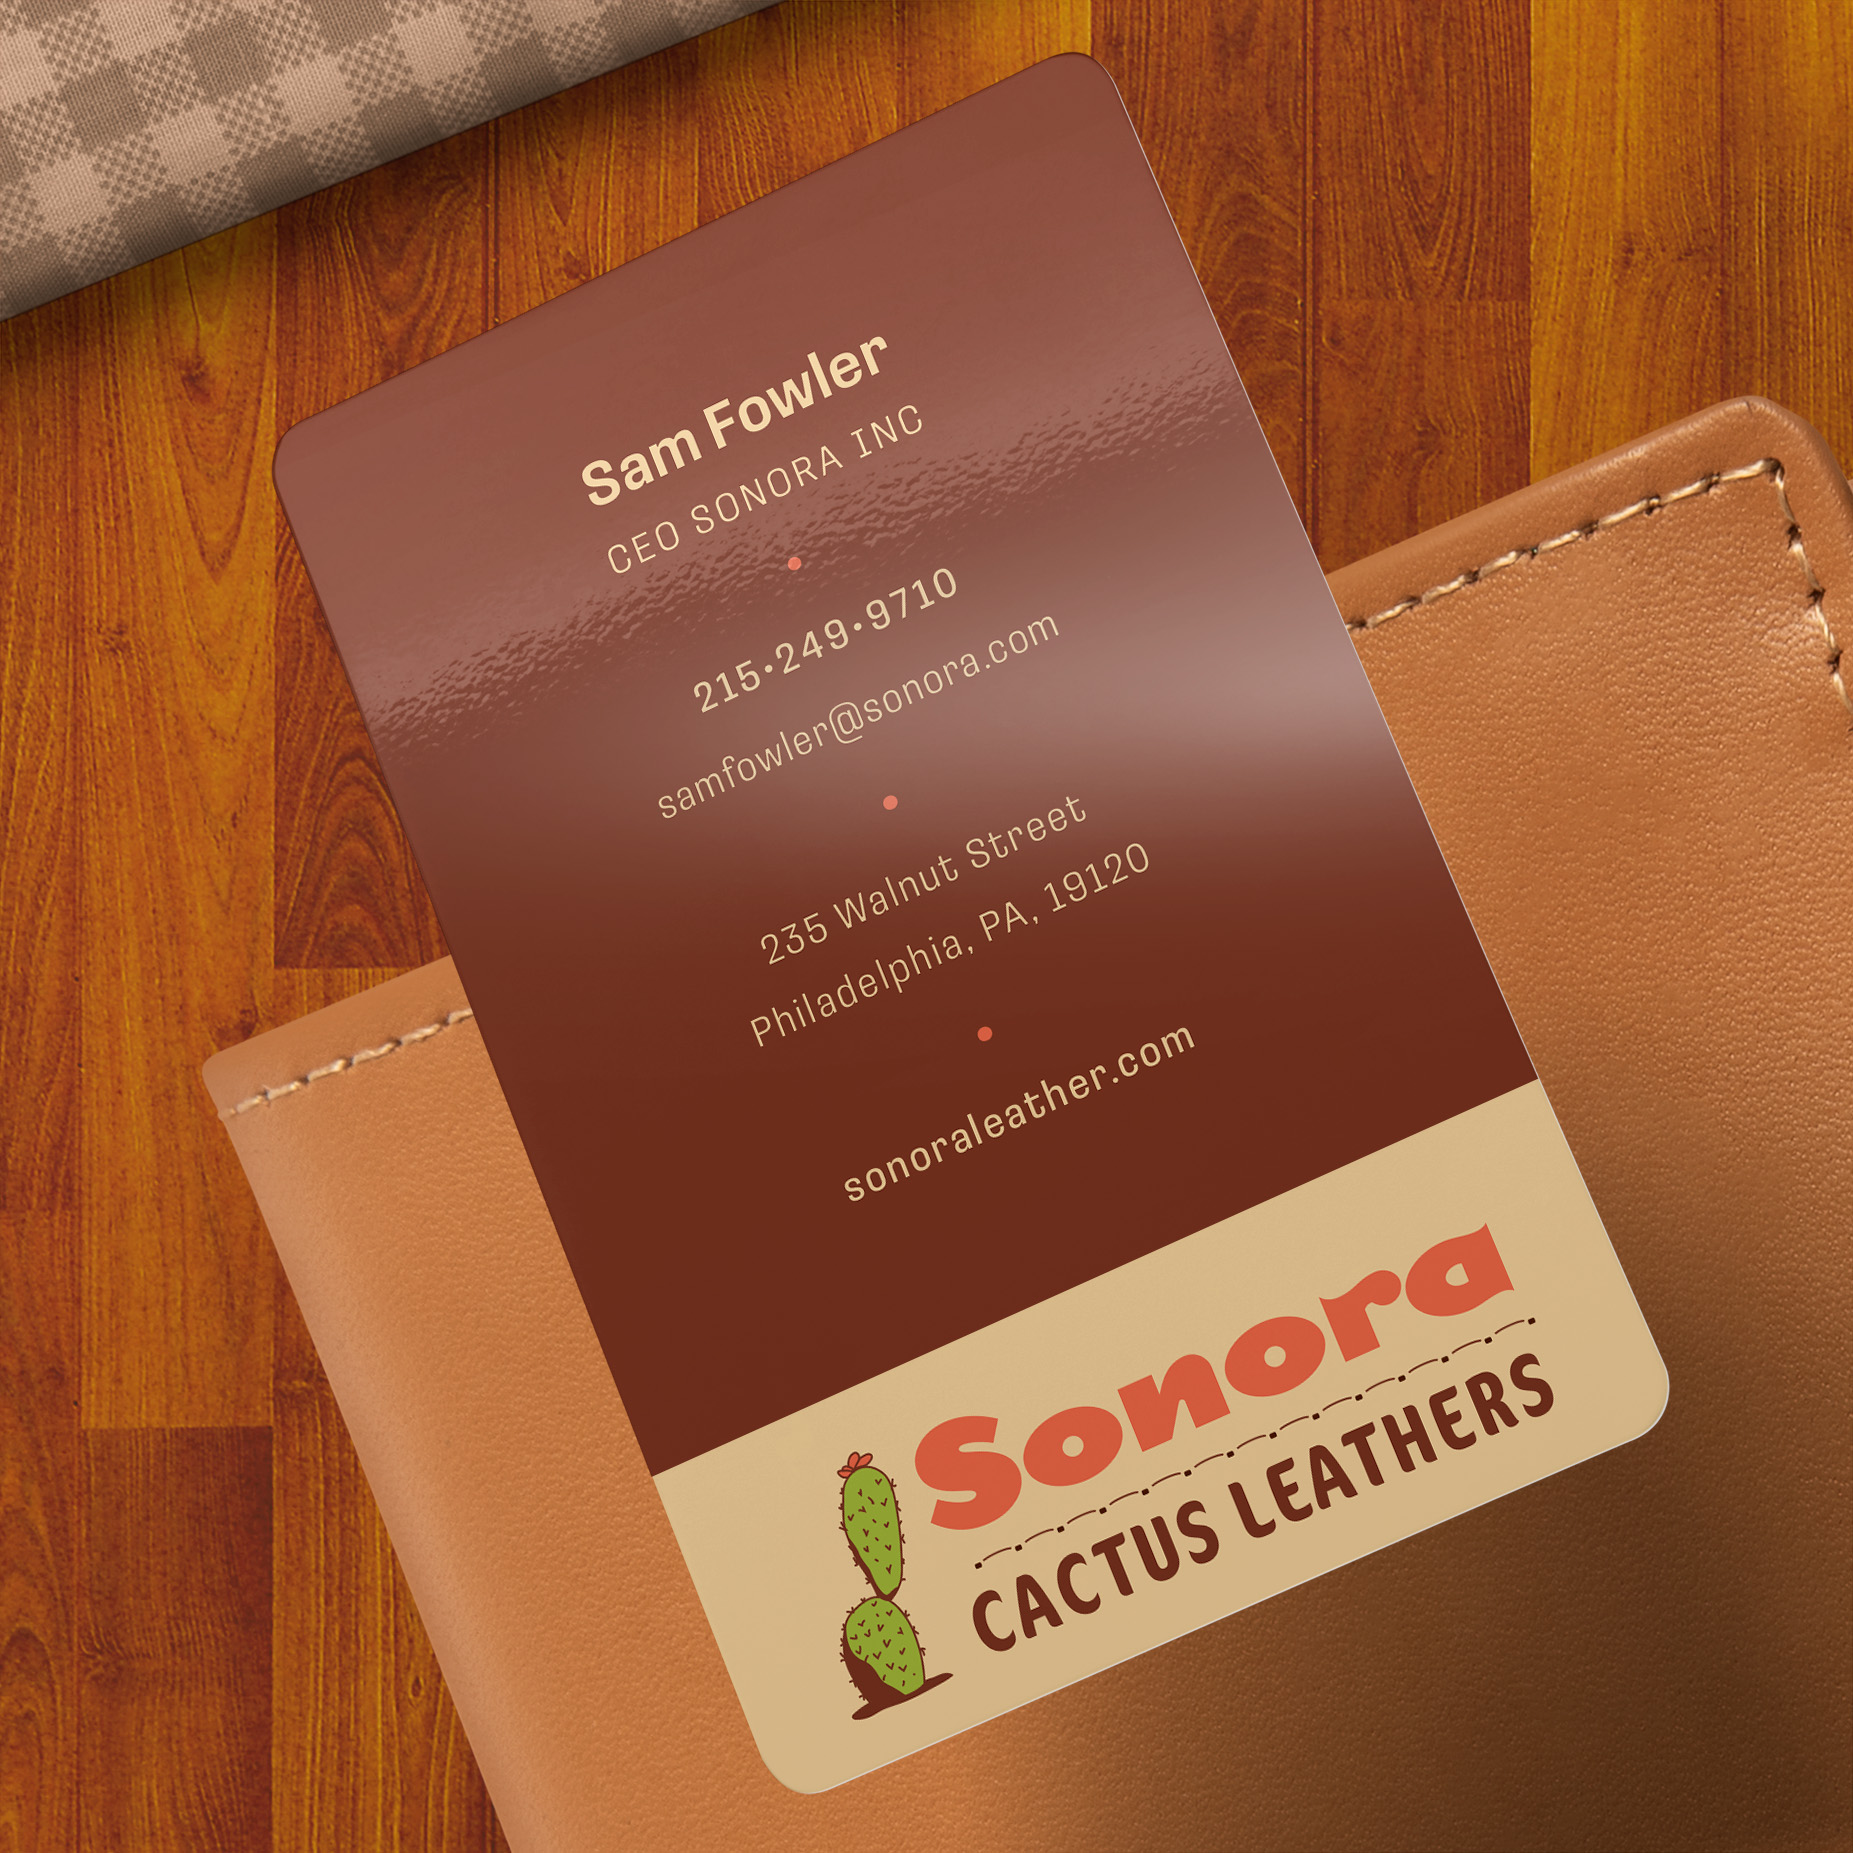 Sam Fowler
CEO SONORA INC
215•249•9710
samfowler@sonora.com
235 Walnut Street
Philadelphia, PA, 19120
sonoraleather.com
Sonora
CACTUS LEATHERS